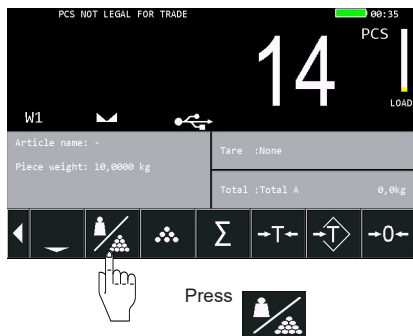 PCS NOT LEGAL FOR TRADE
00:35
14
PCS
LOAD
W1
Article name: -
Piece weight: 10,0000 kg
Tare :None
Total :Total A 0,0kg
Σ →T← →T →0←
Press